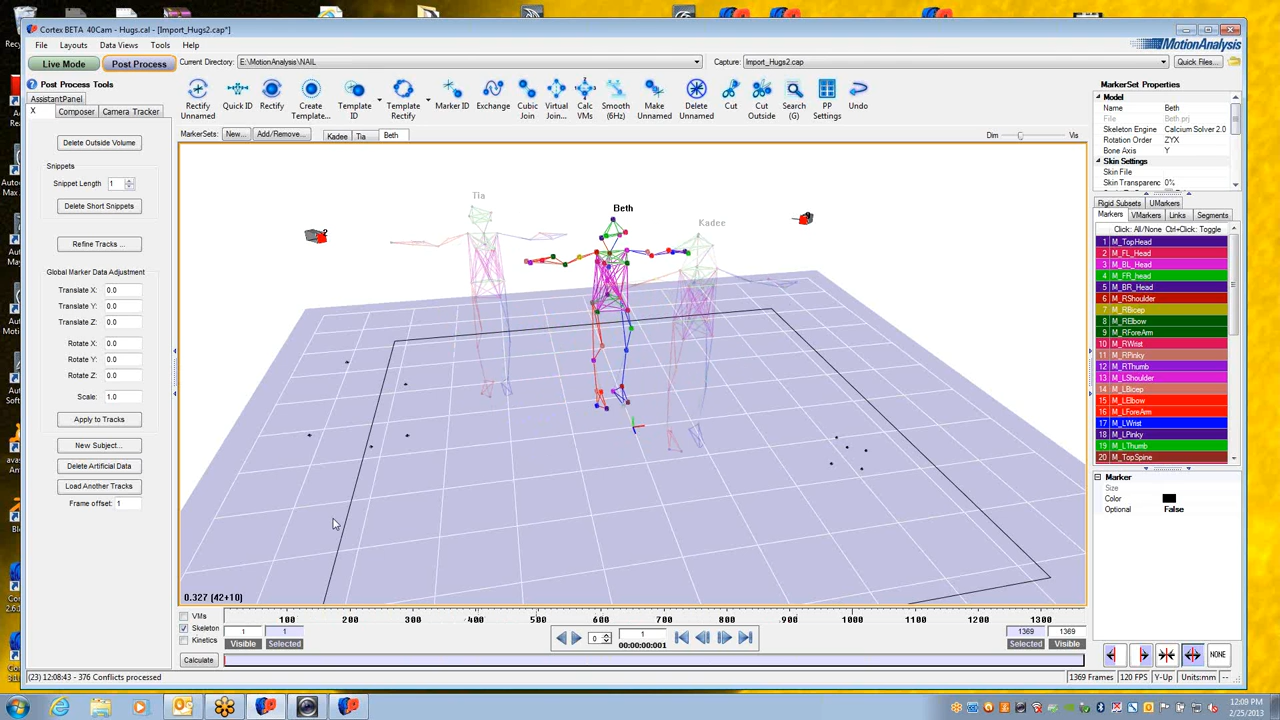 Cortex BETA 40Cam - Hugs.cal - [Import_Hugs2.cap*]
File Layouts Data Views Tools Help
MotionAnalysis
Live Mode Post Process Current Directory: E:\MotionAnalysis\NAIL Capture: Import_Hugs2.cap Quick Files...
Post Process Tools
AssistantPanel
X Composer Camera Tracker
Rectify Unnamed
Quick ID
Rectify
Create Template...
Template ID
Template Rectify
Marker ID
Exchange
Cubic Join
Virtual Join...
Calc VMs
Smooth (6Hz)
Make Unnamed
Delete Unnamed
Cut
Cut Outside
Search (G)
PP Settings
Undo
MarkerSets: New... Add/Remove... Kadee Tia Beth
Dim Vis
Delete Outside Volume
Snippets
Snippet Length 1
Delete Short Snippets
Refine Tracks ...
Global Marker Data Adjustment
Translate X: 0.0
Translate Y: 0.0
Translate Z: 0.0
Rotate X: 0.0
Rotate Y: 0.0
Rotate Z: 0.0
Scale: 1.0
Apply to Tracks
New Subject...
Delete Artificial Data
Load Another Tracks
Frame offset: 1
Tia
Beth
Kadee
2
0.327 (42+10)
MarkerSet Properties
Model
Name Beth
File Beth.prj
Skeleton Engine Calcium Solver 2.0
Rotation Order ZYX
Bone Axis Y
Skin Settings
Skin File
Skin Transparenc 0%
Rigid Subsets UMarkers
Markers VMarkers Links Segments
Click: All/None Ctrl+Click: Toggle
1 M_TopHead
2 M_FL_Head
3 M_BL_Head
4 M_FR_head
5 M_BR_Head
6 M_RShoulder
7 M_RBicep
8 M_RElbow
9 M_RForeArm
10 M_RWrist
11 M_RPinky
12 M_RThumb
13 M_LShoulder
14 M_LBicep
15 M_LElbow
16 M_LForeArm
17 M_LWrist
18 M_LPinky
19 M_LThumb
20 M_TopSpine
Marker
Size
Color
Optional False
VMs
Skeleton
Kinetics
100 200 300 400 500 600 700 800 900 1000 1100 1200 1300
1 1
Visible Selected
0 1
00:00:00:001
1369 1369
Selected Visible
NONE
Calculate
(23) 12:08:43 - 376 Conflicts processed
1369 Frames 120 FPS Y-Up Units:mm --
12:09 PM
2/25/2013